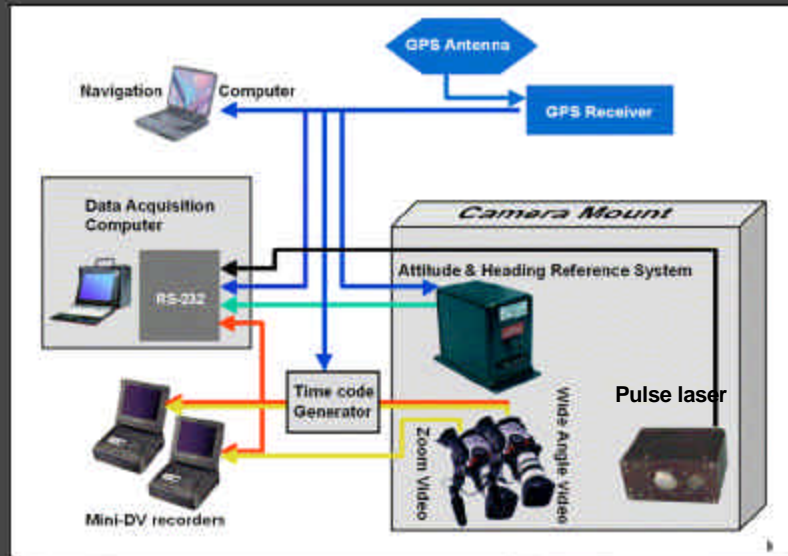 GPS Antenna
Navigation Computer
GPS Receiver
Data Acquisition
Computer
Camera Mount
Attitude & Heading Reference System
RS-232
Time code
Generator
Pulse laser
Zoom Video
Wide Angle Video
Mini-DV recorders